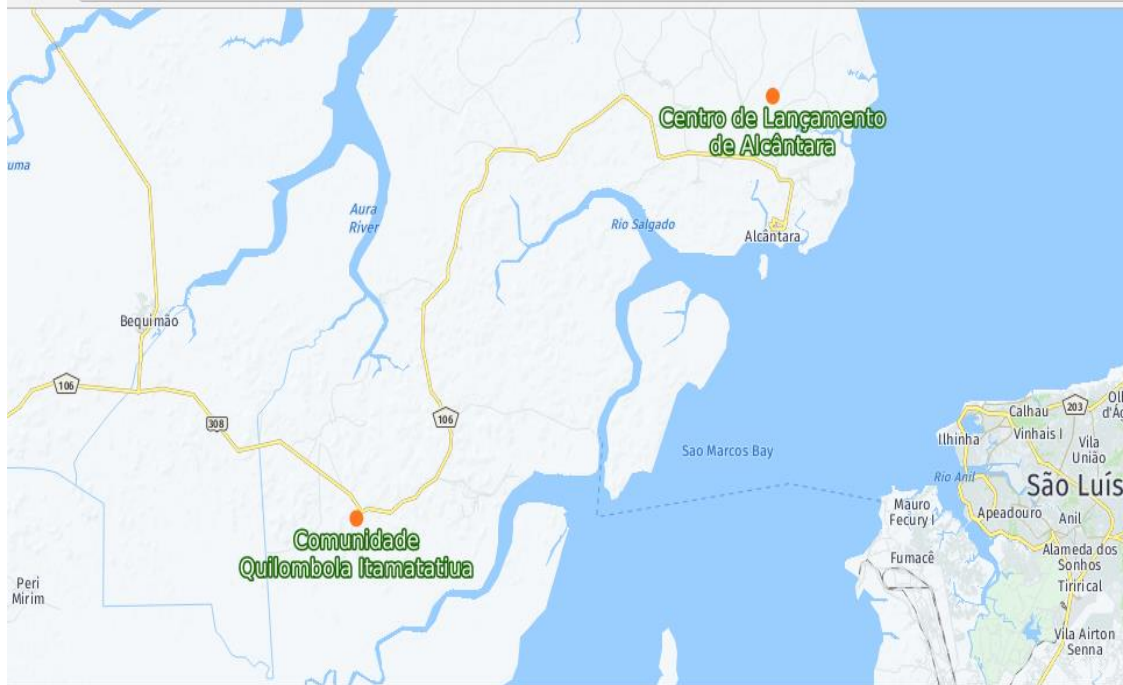 Centro de Lançamento
de Alcântara
uma
Aura
River
Rio Salgado
Alcântara
Bequimão
106
308
106
Sao Marcos Bay
203
Calhau
Ilhinha
Vinhais I
Vila
União
Rio Anil
São Luís
Mauro
Fecury I
Apeadouro
Anil
Fumacê
Alameda dos
Sonhos
Tirirical
Comunidade
Quilombola Itamatatiua
Peri
Mirim
Vila Airton
Senna